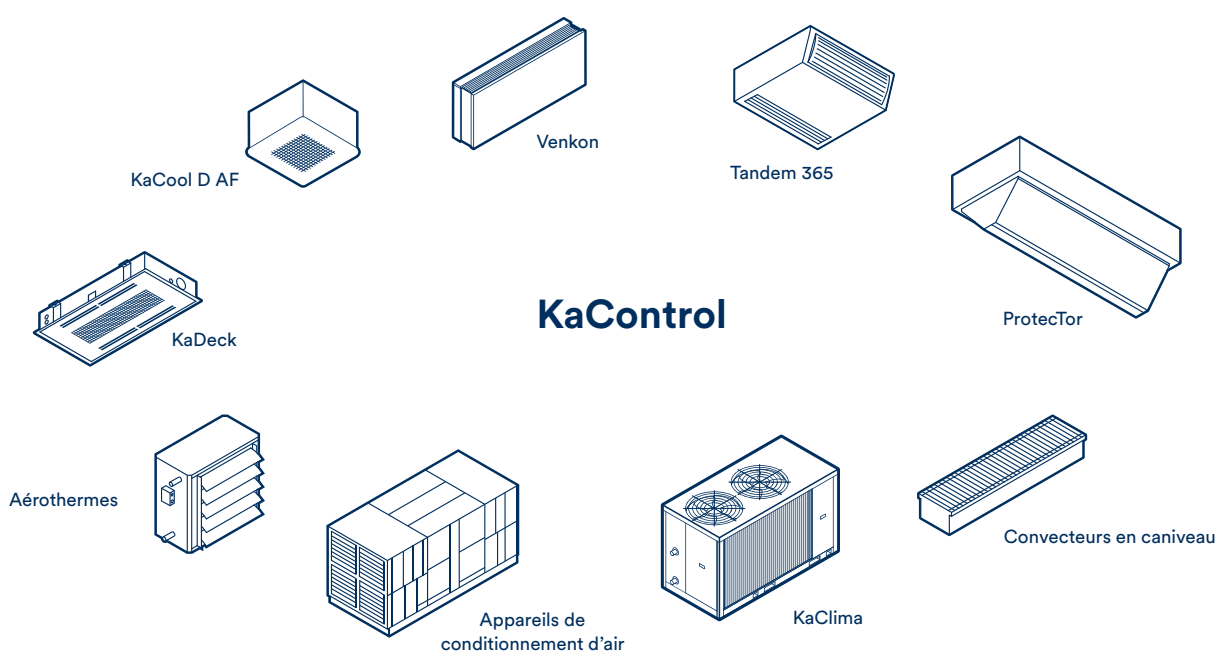 Venkon
Tandem 365
KaCool D AF
KaControl
ProtecTor
KaDeck
Aérothermes
Convecteurs en caniveau
Appareils de
conditionnement d’air
KaClima